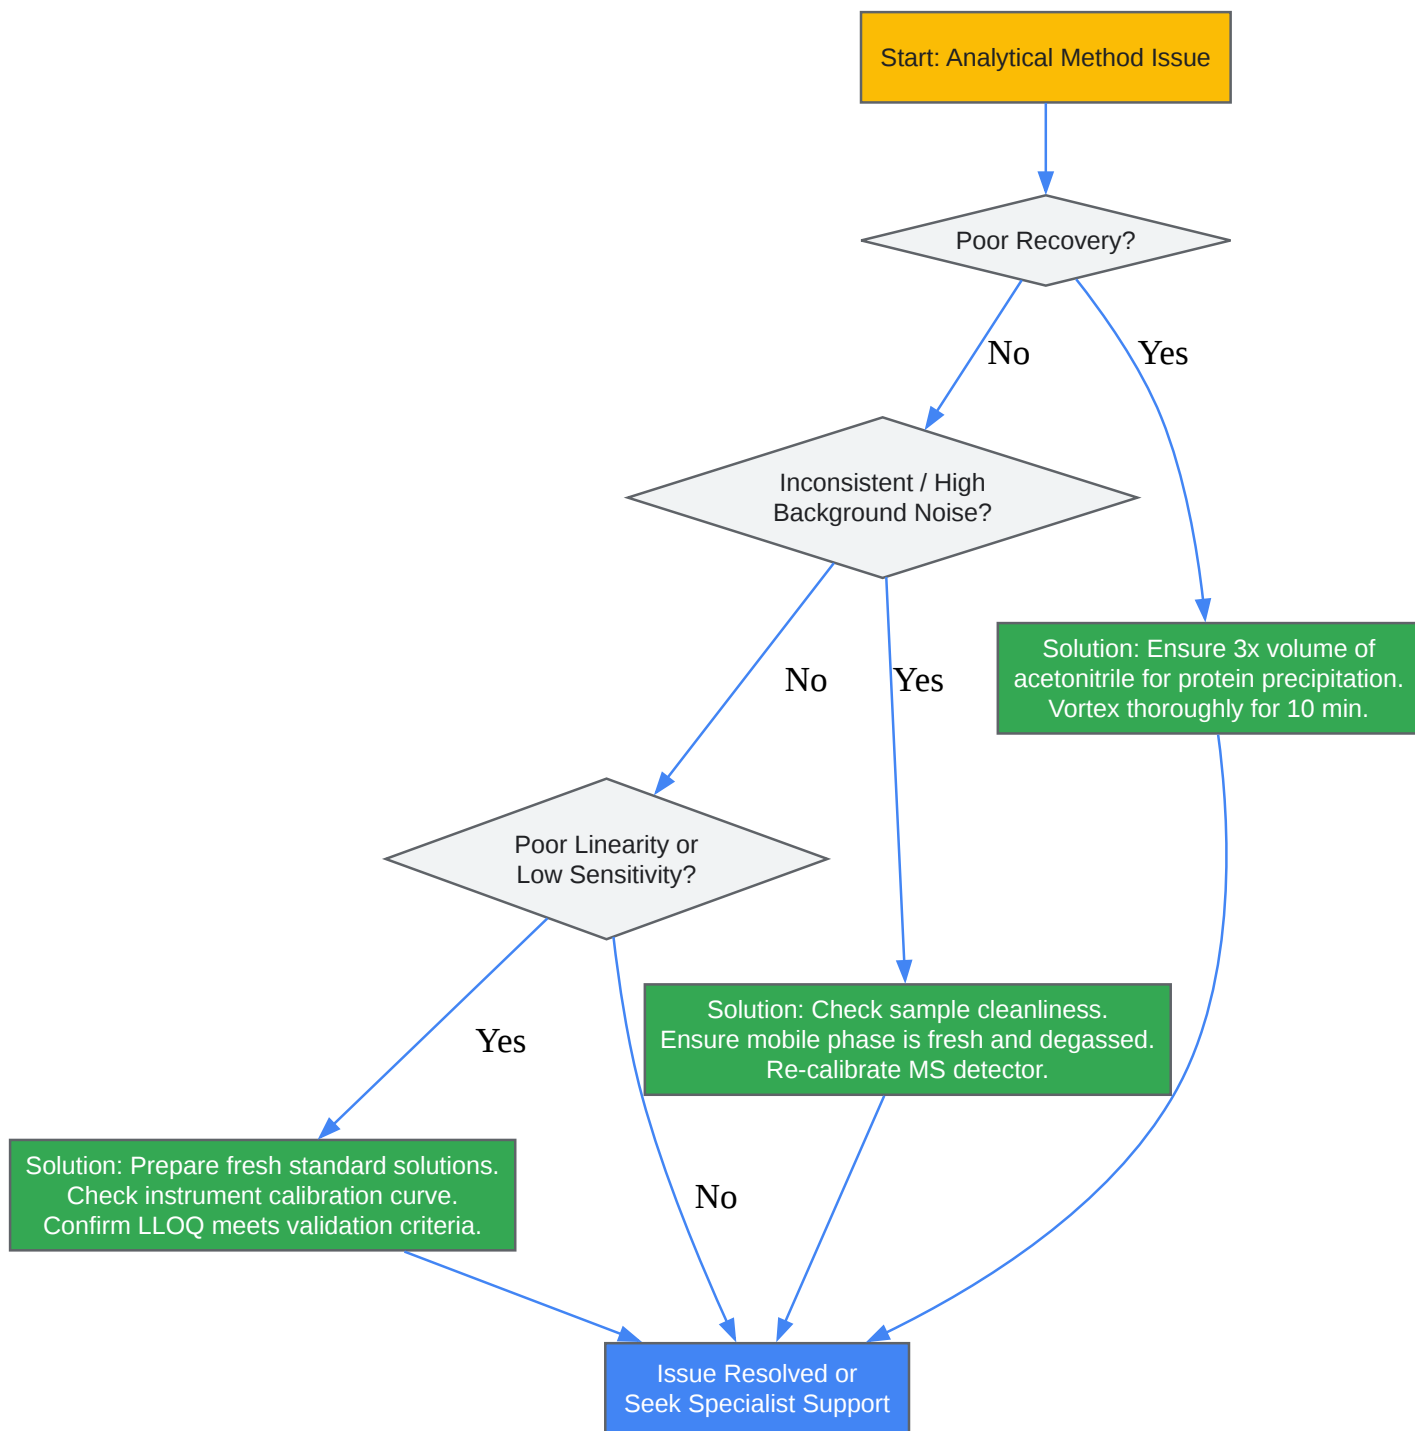 Start: Analytical Method Issue
Poor Recovery?
No
Yes
Inconsistent / High
Background Noise?
Solution: Ensure 3x volume of
acetonitrile for protein precipitation.
Vortex thoroughly for 10 min.
No
Yes
Poor Linearity or
Low Sensitivity?
Solution: Check sample cleanliness.
Ensure mobile phase is fresh and degassed.
Re-calibrate MS detector.
Yes
Solution: Prepare fresh standard solutions.
Check instrument calibration curve.
Confirm LLOQ meets validation criteria.
No
Issue Resolved or
Seek Specialist Support